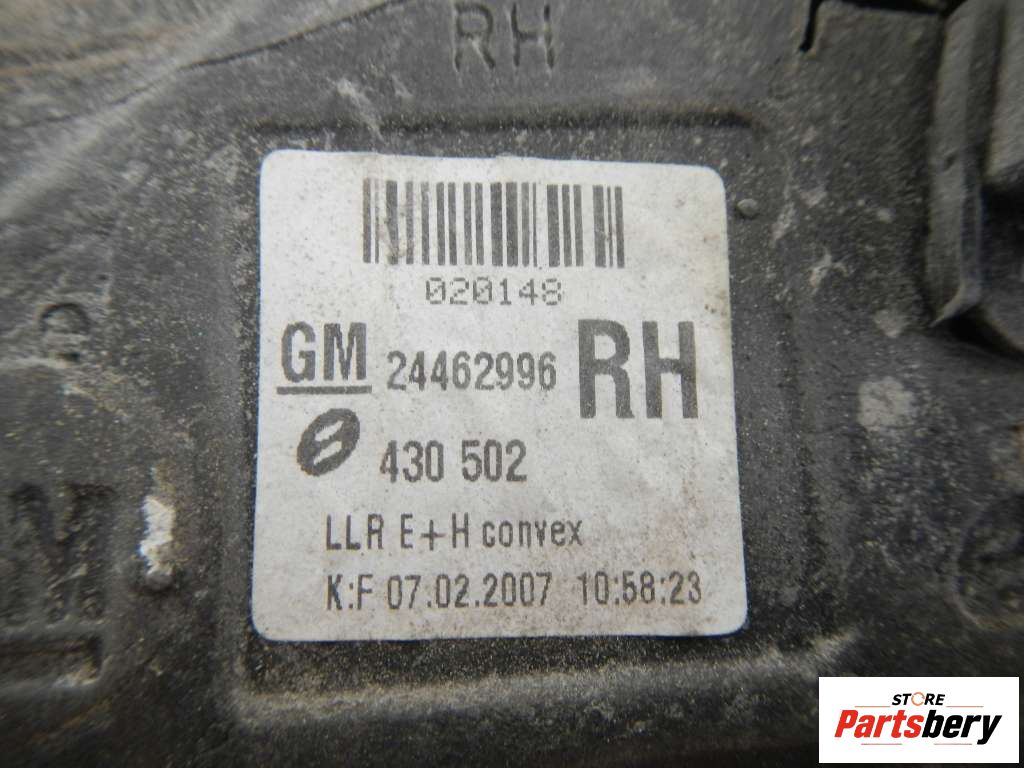 RH
020148
GM 24462996 RH
430 502
LLR E+H convex
K:F 07.02.2007 10:58:23
STORE
Partsbery